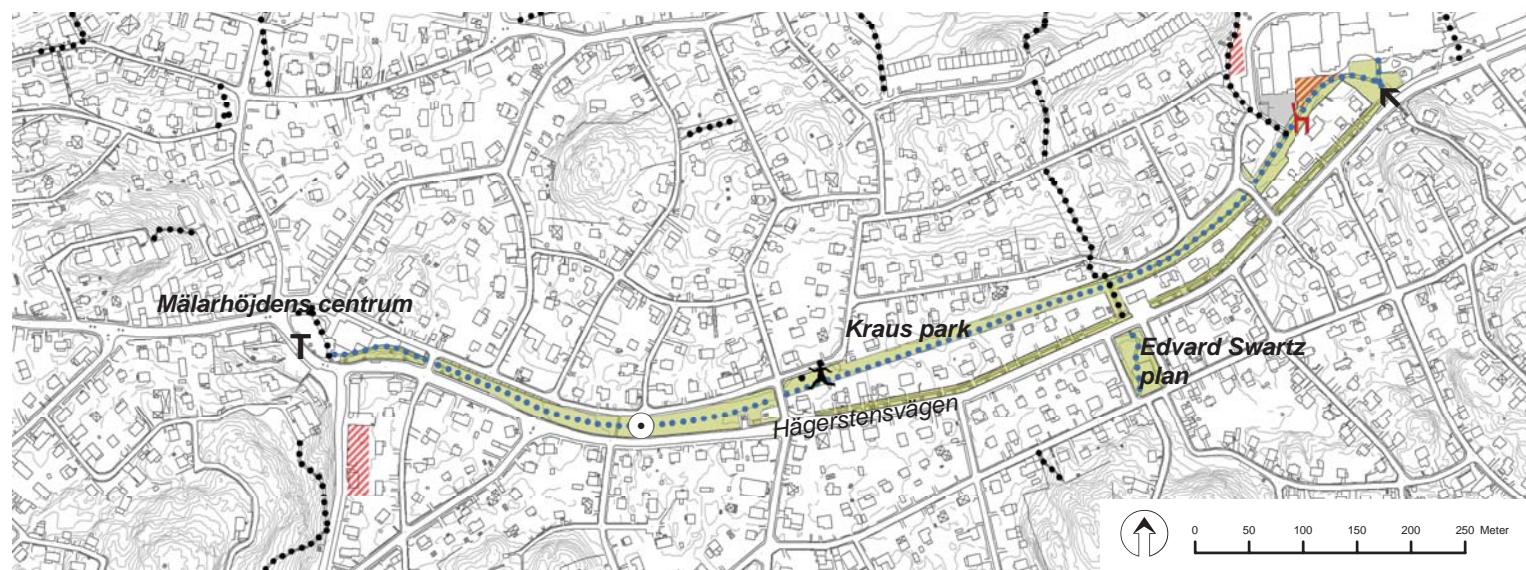 Mälarhöjdens centrum
T
Kraus park
Edvard Swartz
plan
Hägerstensvägen
0 50 100 150 200 250 Meter